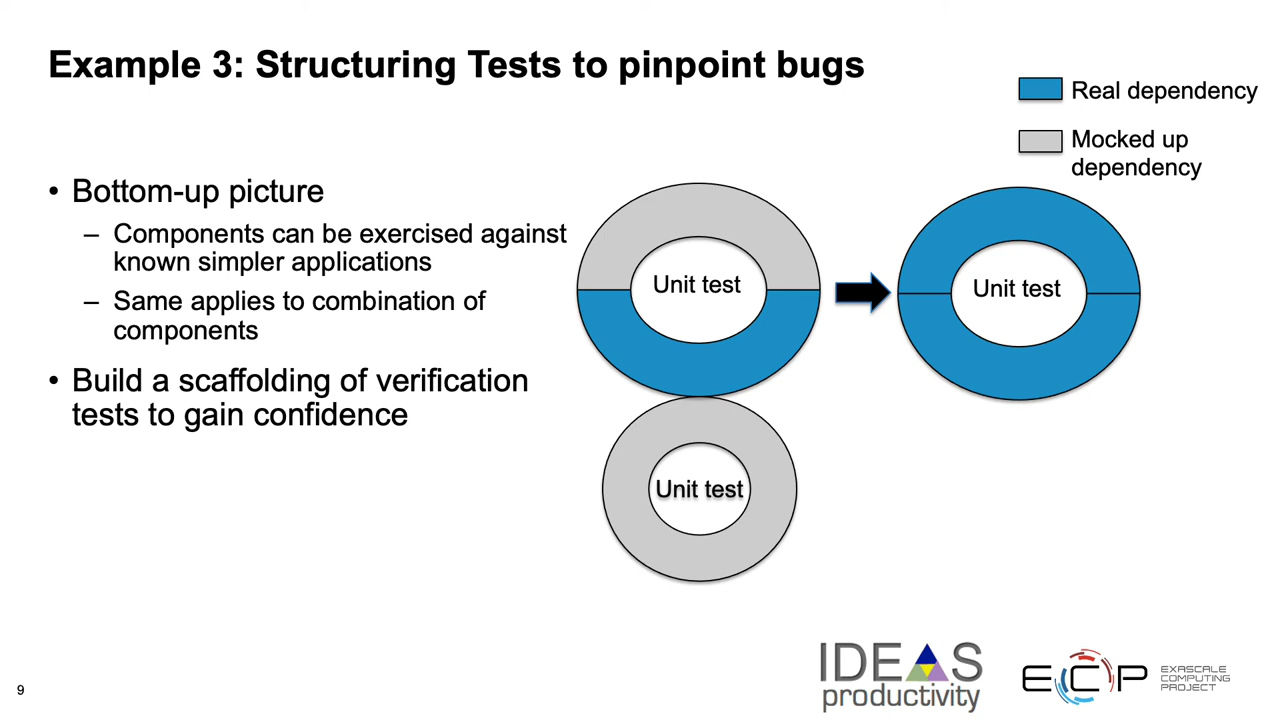 Example 3: Structuring Tests to pinpoint bugs
Real dependency
Mocked up
dependency
• Bottom-up picture
– Components can be exercised against
known simpler applications
– Same applies to combination of
components
• Build a scaffolding of verification
tests to gain confidence
Unit test
Unit test
Unit test
9
IDEAS
productivity
ECP
EXASCALE
COMPUTING
PROJECT